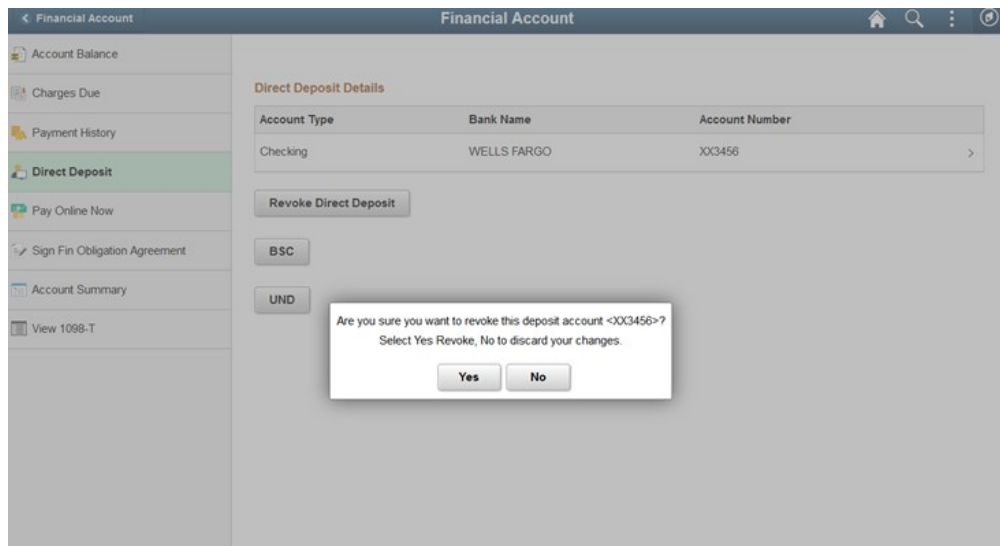 Financial Account
Financial Account
Account Balance
Charges Due
Payment History
Direct Deposit
Pay Online Now
Sign Fin Obligation Agreement
Account Summary
View 1098-T
Direct Deposit Details
Account Type Bank Name Account Number
Checking WELLS FARGO XX3456
Revoke Direct Deposit
BSC
UND
Are you sure you want to revoke this deposit account <XX3456>?
Select Yes Revoke, No to discard your changes.
Yes No